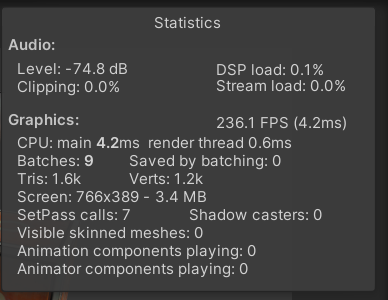 Statistics
Audio:
Level: -74.8 dB DSP load: 0.1%
Clipping: 0.0% Stream load: 0.0%
Graphics: 236.1 FPS (4.2ms)
CPU: main 4.2ms render thread 0.6ms
Batches: 9 Saved by batching: 0
Tris: 1.6k Verts: 1.2k
Screen: 766x389 - 3.4 MB
SetPass calls: 7 Shadow casters: 0
Visible skinned meshes: 0
Animation components playing: 0
Animator components playing: 0